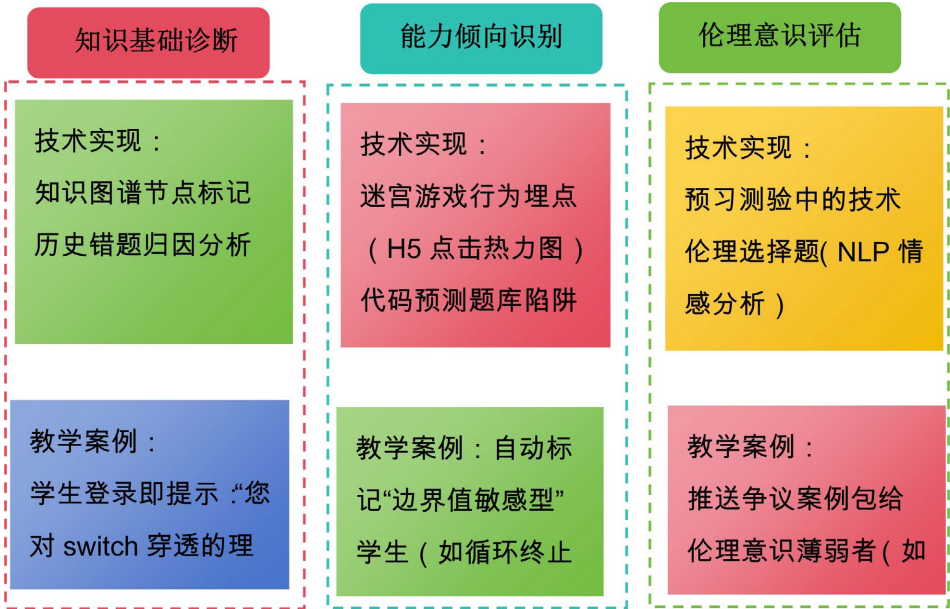 知识基础诊断
技术实现：
知识图谱节点标记
历史错题归因分析
教学案例：
学生登录即提示：“您
对 switch 穿透的理
能力倾向识别
技术实现：
迷宫游戏行为埋点
（H5 点击热力图）
代码预测题库陷阱
教学案例：自动标
记“边界值敏感型”
学生（如循环终止
伦理意识评估
技术实现：
预习测验中的技术
伦理选择题（NLP 情
感分析）
教学案例：
推送争议案例包给
伦理意识薄弱者（如